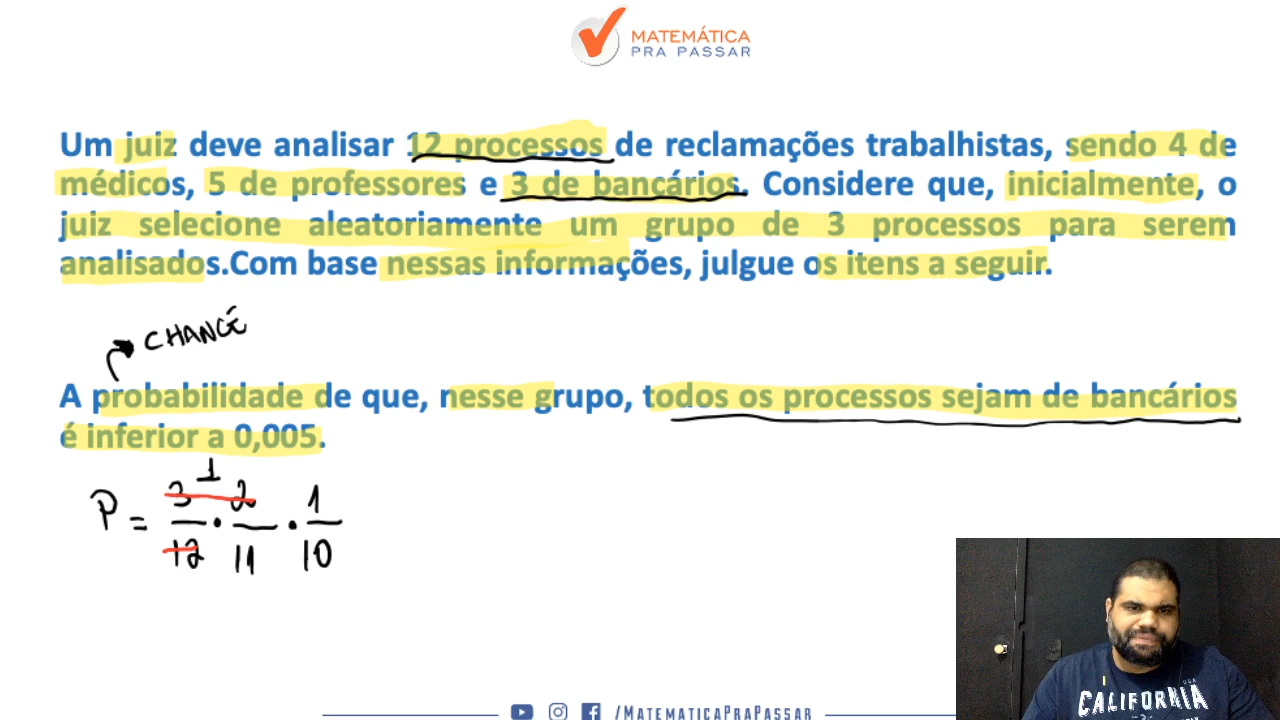 MATEMÁTICA
PRA PASSAR
Um juiz deve analisar 12 processos de reclamações trabalhistas, sendo 4 de
médicos, 5 de professores e 3 de bancários. Considere que, inicialmente, o
juiz selecione aleatoriamente um grupo de 3 processos para serem
analisados.Com base nessas informações, julgue os itens a seguir.
CHANCE
A probabilidade de que, nesse grupo, todos os processos sejam de bancários
é inferior a 0,005.
1
P = 3/12 · 2/11 · 1/10
USA
CALIFORNIA
/MATEMATICAPRAPASSAR